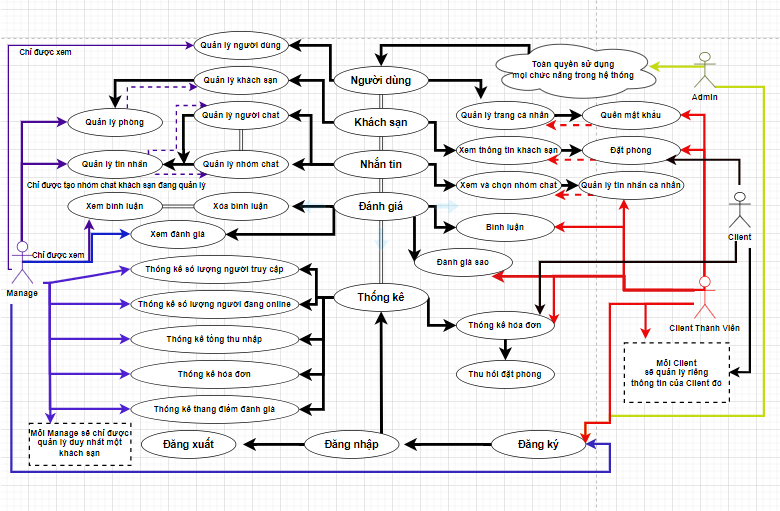 Chỉ được xem
Quản lý người dùng
Người dùng
Toàn quyền sử dụng
mọi chức năng trong hệ thống
Admin
Quản lý khách sạn
Quản lý phòng
Quản lý người chat
Khách sạn
Quản lý trang cá nhân
Quên mật khẩu
Quản lý tin nhắn
Quản lý nhóm chat
Nhắn tin
Xem thông tin khách sạn
Đặt phòng
Chỉ được tạo nhóm chat khách sạn đang quản lý
Xem và chọn nhóm chat
Quản lý tin nhắn cá nhân
Xem bình luận
Xóa bình luận
Đánh giá
Bình luận
Client
Xem đánh giá
Chỉ được xem
Đánh giá sao
Manage
Thống kê số lượng người truy cập
Thống kê số lượng người đang online
Thống kê tổng thu nhập
Thống kê hóa đơn
Thống kê thang điểm đánh giá
Thống kê
Thống kê hóa đơn
Thu hồi đặt phòng
Client Thành Viên
Mỗi Client
sẽ quản lý riêng
thông tin của Client đó
Mỗi Manage sẽ chỉ được
quản lý duy nhất một
khách sạn
Đăng xuất
Đăng nhập
Đăng ký